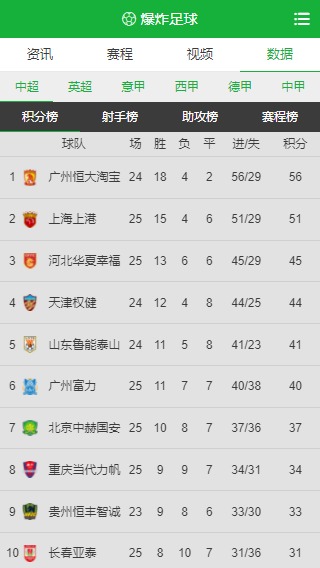 爆炸足球
资讯 赛程 视频 数据
中超 英超 意甲 西甲 德甲 中甲
积分榜 射手榜 助攻榜 赛程榜
球队 场 胜 负 平 进/失 积分
1 广州恒大淘宝 24 18 4 2 56/29 56
2 上海上港 25 15 4 6 51/29 51
3 河北华夏幸福 25 13 6 6 45/29 45
4 天津权健 24 12 4 8 44/25 44
5 山东鲁能泰山 24 11 5 8 41/23 41
6 广州富力 25 11 7 7 40/38 40
7 北京中赫国安 25 10 8 7 37/36 37
8 重庆当代力帆 25 9 9 7 34/31 34
9 贵州恒丰智诚 23 9 8 6 33/30 33
10 长春亚泰 25 8 10 7 31/36 31